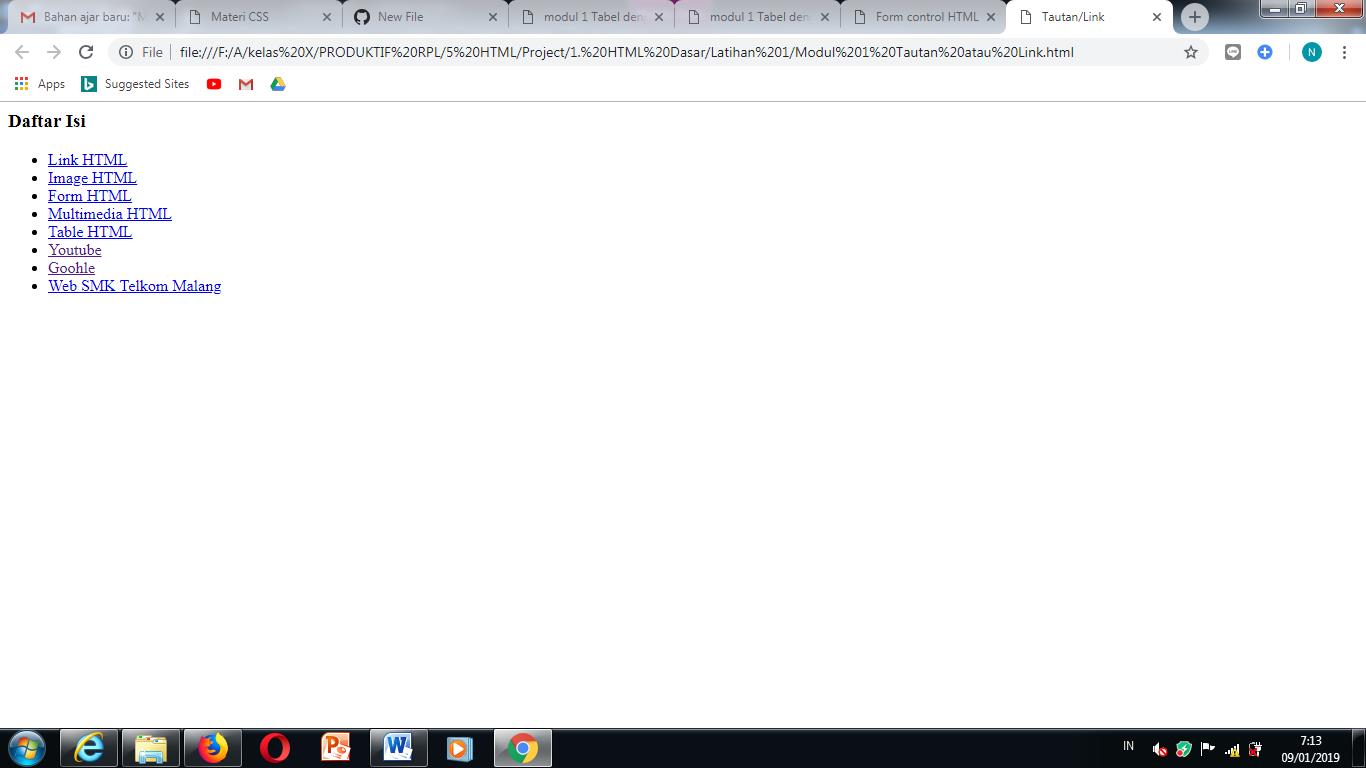 Bahan ajar baru: "M
Materi CSS
New File
modul 1 Tabel das
modul 1 Tabel den
Form control HTML
Tautan/Link
File
file:///F:/A/kelas%20X/PRODUKTIF%20RPL/5%20HTML/Project/1.%20HTML%20Dasar/Latihan%201/Modul%201%20Tautan%20atau%20Link.html
N
Apps
Suggested Sites
Daftar Isi
Link HTML
Image HTML
Form HTML
Multimedia HTML
Table HTML
Youtube
Goohle
Web SMK Telkom Malang
IN
7:13
09/01/2019